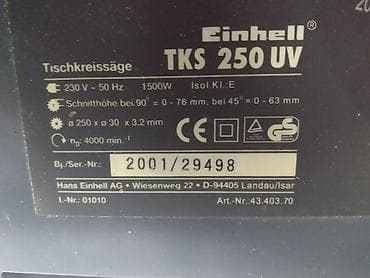 20
Einhell®
TKS 250 UV
Tischkreissäge
230 V ~ 50 Hz 1500W Isol.Kl.:E
Schnitthöhe bei 90° = 0 - 76 mm, bei 45° = 0 - 63 mm
ø 250 x ø 30 x 3,2 mm
n₀: 4000 min.⁻¹
GS
Bj./Ser.-Nr.: 2001/29498
Hans Einhell AG • Wiesenweg 22 • D-94405 Landau/Isar
I.-Nr.: 01010 Art.-Nr.: 43.403.70